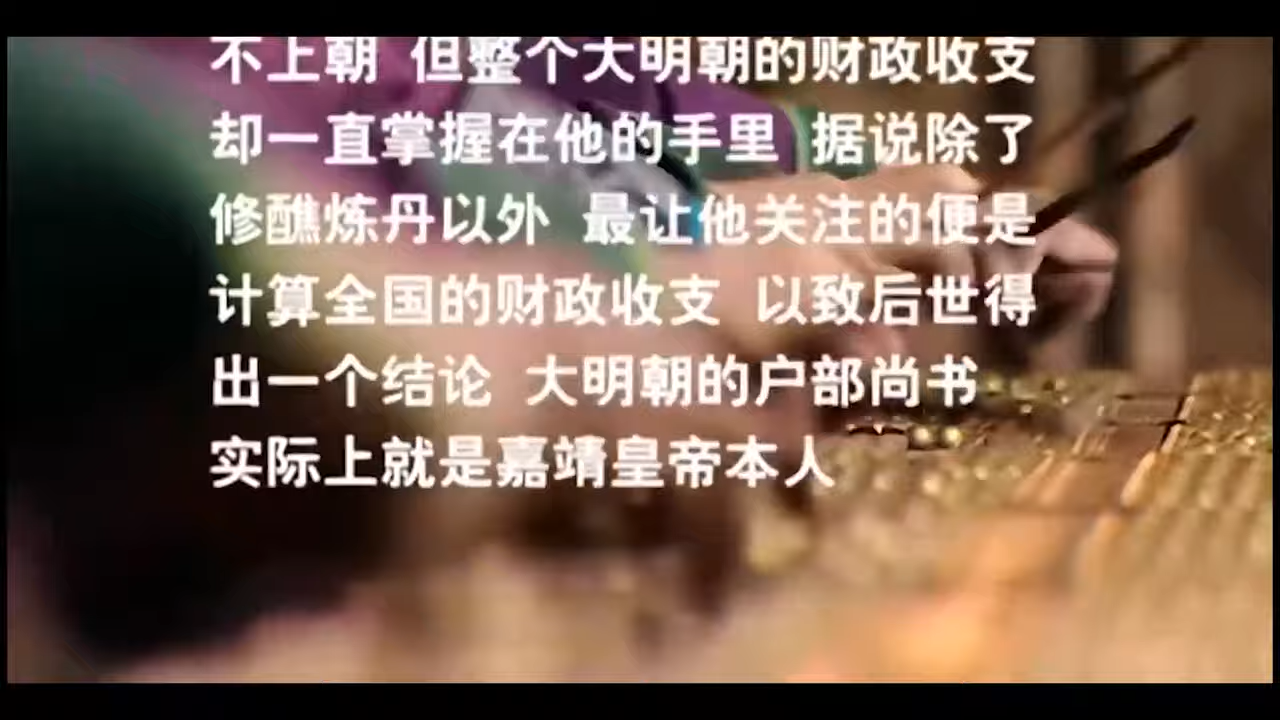 不上朝 但整个大明朝的财政收支
却一直掌握在他的手里 据说除了
修醮炼丹以外 最让他关注的便是
计算全国的财政收支 以致后世得
出一个结论 大明朝的户部尚书
实际上就是嘉靖皇帝本人